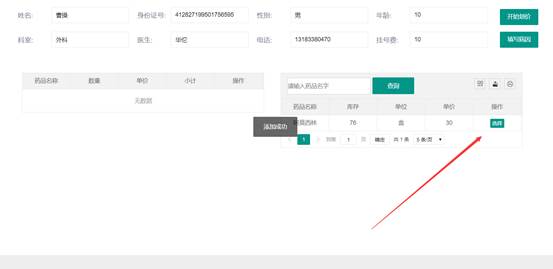 姓名: 曹操 身份证号: 412827199501756595 性别: 男 年龄: 10 开始划价
科室: 外科 医生: 华佗 电话: 13183380470 挂号费: 10 填写病因
药品名称 数量 单价 小计 操作
无数据
请输入药品名字 查询
药品名称 库存 单位 单价 操作
莫西林 76 盒 30 选择
1 到第 1 页 确定 共 1 条 5 条/页
添加成功